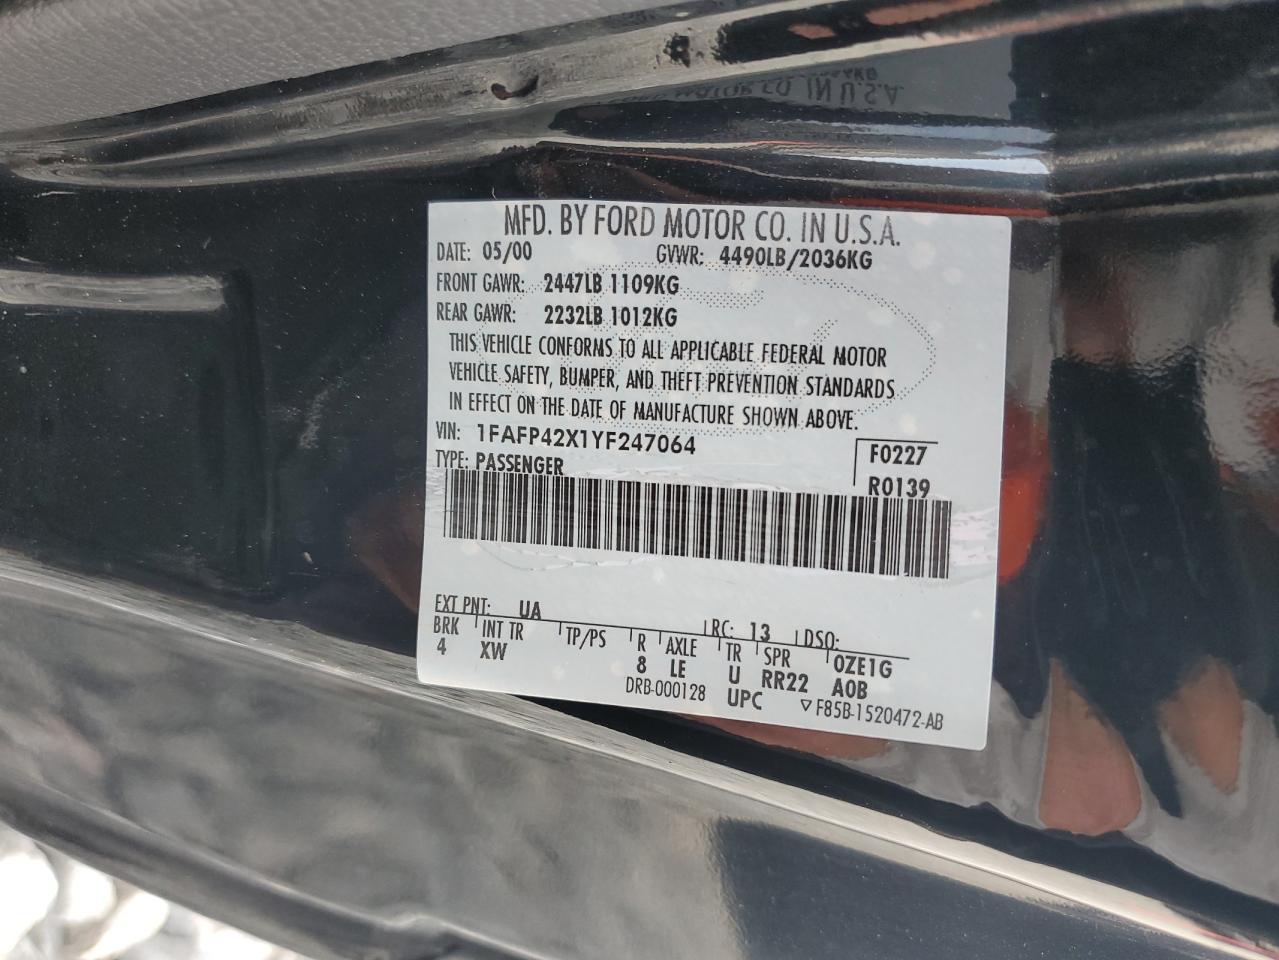 MFD. BY FORD MOTOR CO. IN U.S.A.
DATE: 05/00 GVWR: 4490LB/2036KG
FRONT GAWR: 2447LB 1109KG
REAR GAWR: 2232LB 1012KG
THIS VEHICLE CONFORMS TO ALL APPLICABLE FEDERAL MOTOR
VEHICLE SAFETY, BUMPER, AND THEFT PREVENTION STANDARDS
IN EFFECT ON THE DATE OF MANUFACTURE SHOWN ABOVE.
VIN: 1FAFP42X1YF247064 F0227
TYPE: PASSENGER R0139
EXT PNT: UA RC: 13 DSO:
BRK INT TR TP/PS R AXLE TR SPR 0ZE1G
4 XW 8 LE U RR22 A0B
DRB-000128 UPC ▽F85B-1520472-AB